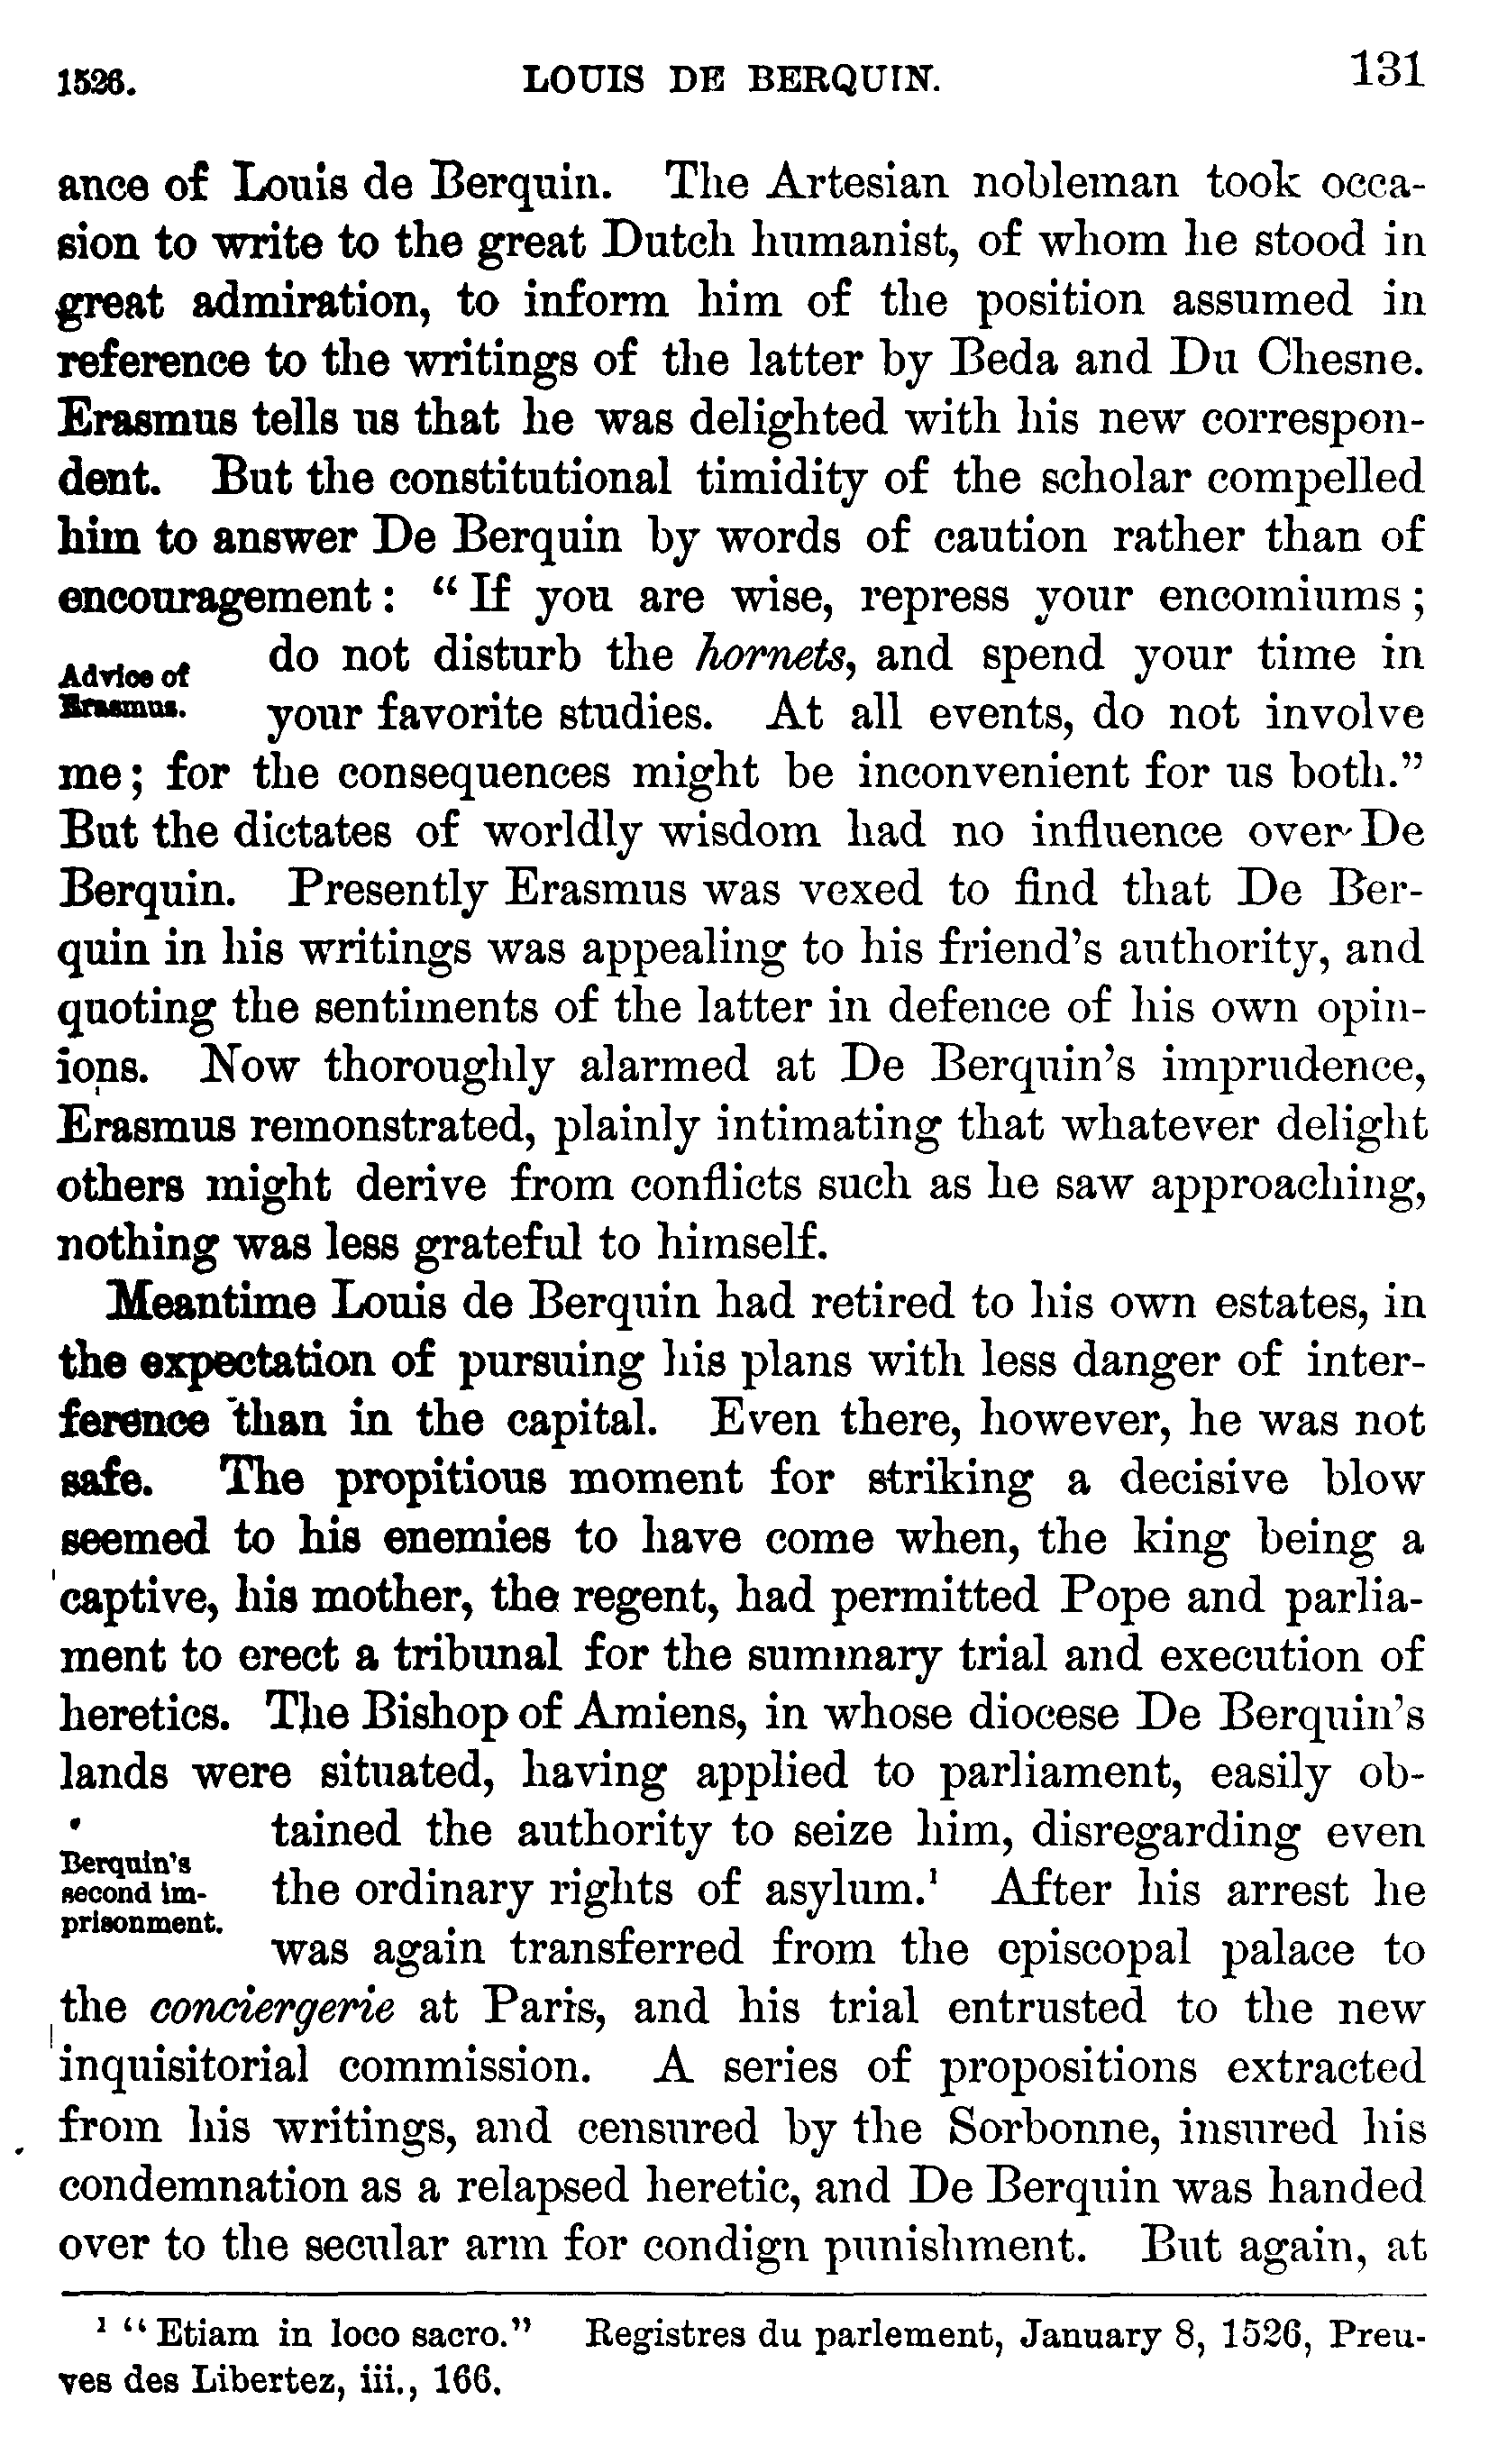 1526. LOUIS DE BERQUIN. 131
ance of Louis de Berquin. The Artesian nobleman took occa-
sion to write to the great Dutch humanist, of whom he stood in
great admiration, to inform him of the position assumed in
reference to the writings of the latter by Beda and Du Chesne.
Erasmus tells us that he was delighted with his new correspon-
dent. But the constitutional timidity of the scholar compelled
him to answer De Berquin by words of caution rather than of
encouragement: "If you are wise, repress your encomiums;
do not disturb the hornets, and spend your time in
Advice of
Erasmus.
your favorite studies. At all events, do not involve
me; for the consequences might be inconvenient for us both."
But the dictates of worldly wisdom had no influence over De
Berquin. Presently Erasmus was vexed to find that De Ber-
quin in his writings was appealing to his friend's authority, and
quoting the sentiments of the latter in defence of his own opin-
ions. Now thoroughly alarmed at De Berquin's imprudence,
Erasmus remonstrated, plainly intimating that whatever delight
others might derive from conflicts such as he saw approaching,
nothing was less grateful to himself.
Meantime Louis de Berquin had retired to his own estates, in
the expectation of pursuing his plans with less danger of inter-
ference than in the capital. Even there, however, he was not
safe. The propitious moment for striking a decisive blow
seemed to his enemies to have come when, the king being a
captive, his mother, the regent, had permitted Pope and parlia-
ment to erect a tribunal for the summary trial and execution of
heretics. The Bishop of Amiens, in whose diocese De Berquin's
lands were situated, having applied to parliament, easily ob-
tained the authority to seize him, disregarding even
Berquin's
second im-
prisonment.
the ordinary rights of asylum.¹ After his arrest he
was again transferred from the episcopal palace to
the conciergerie at Paris, and his trial entrusted to the new
inquisitorial commission. A series of propositions extracted
from his writings, and censured by the Sorbonne, insured his
condemnation as a relapsed heretic, and De Berquin was handed
over to the secular arm for condign punishment. But again, at
¹ "Etiam in loco sacro." Registres du parlement, January 8, 1526, Preu-
ves des Libertez, iii., 166.